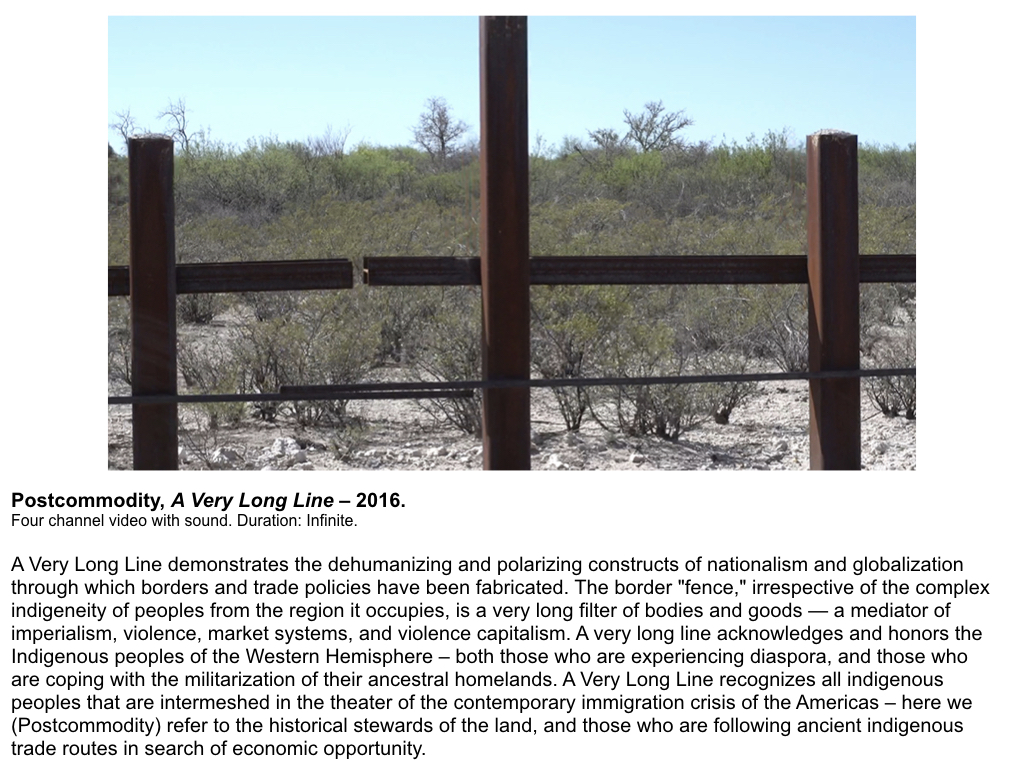 Postcommodity, A Very Long Line – 2016.
Four channel video with sound. Duration: Infinite.
A Very Long Line demonstrates the dehumanizing and polarizing constructs of nationalism and globalization
through which borders and trade policies have been fabricated. The border "fence," irrespective of the complex
indigeneity of peoples from the region it occupies, is a very long filter of bodies and goods — a mediator of
imperialism, violence, market systems, and violence capitalism. A very long line acknowledges and honors the
Indigenous peoples of the Western Hemisphere – both those who are experiencing diaspora, and those who
are coping with the militarization of their ancestral homelands. A Very Long Line recognizes all indigenous
peoples that are intermeshed in the theater of the contemporary immigration crisis of the Americas – here we
(Postcommodity) refer to the historical stewards of the land, and those who are following ancient indigenous
trade routes in search of economic opportunity.